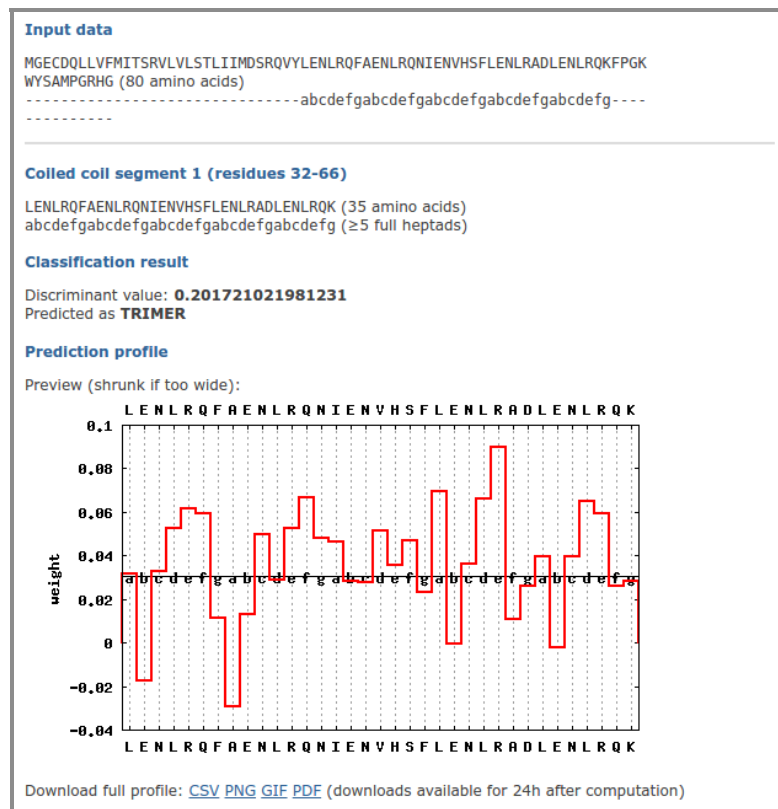 Input data
MGECDQLLVFMITSRVLVLSTLIIMDSRQVYLENLRQFAENLRQNIENVHSFLENLRADLENLRQKFPGK
WYSAMPGRHG (80 amino acids)
-------------------------------abcdefgabcdefgabcdefgabcdefgabcdefg----
----------
Coiled coil segment 1 (residues 32-66)
LENLRQFAENLRQNIENVHSFLENLRADLENLRQK (35 amino acids)
abcdefgabcdefgabcdefgabcdefgabcdefg (≥5 full heptads)
Classification result
Discriminant value: 0.201721021981231
Predicted as TRIMER
Prediction profile
Preview (shrunk if too wide):
L E N L R Q F A E N L R Q N I E N V H S F L E N L R A D L E N L R Q K
0.1
0.08
0.06
0.04
0.02
0
-0.02
-0.04
weight
a b c d e f g a b c d e f g a b c d e f g a b c d e f g a b c d e f g
L E N L R Q F A E N L R Q N I E N V H S F L E N L R A D L E N L R Q K
Download full profile: CSV PNG GIF PDF (downloads available for 24h after computation)